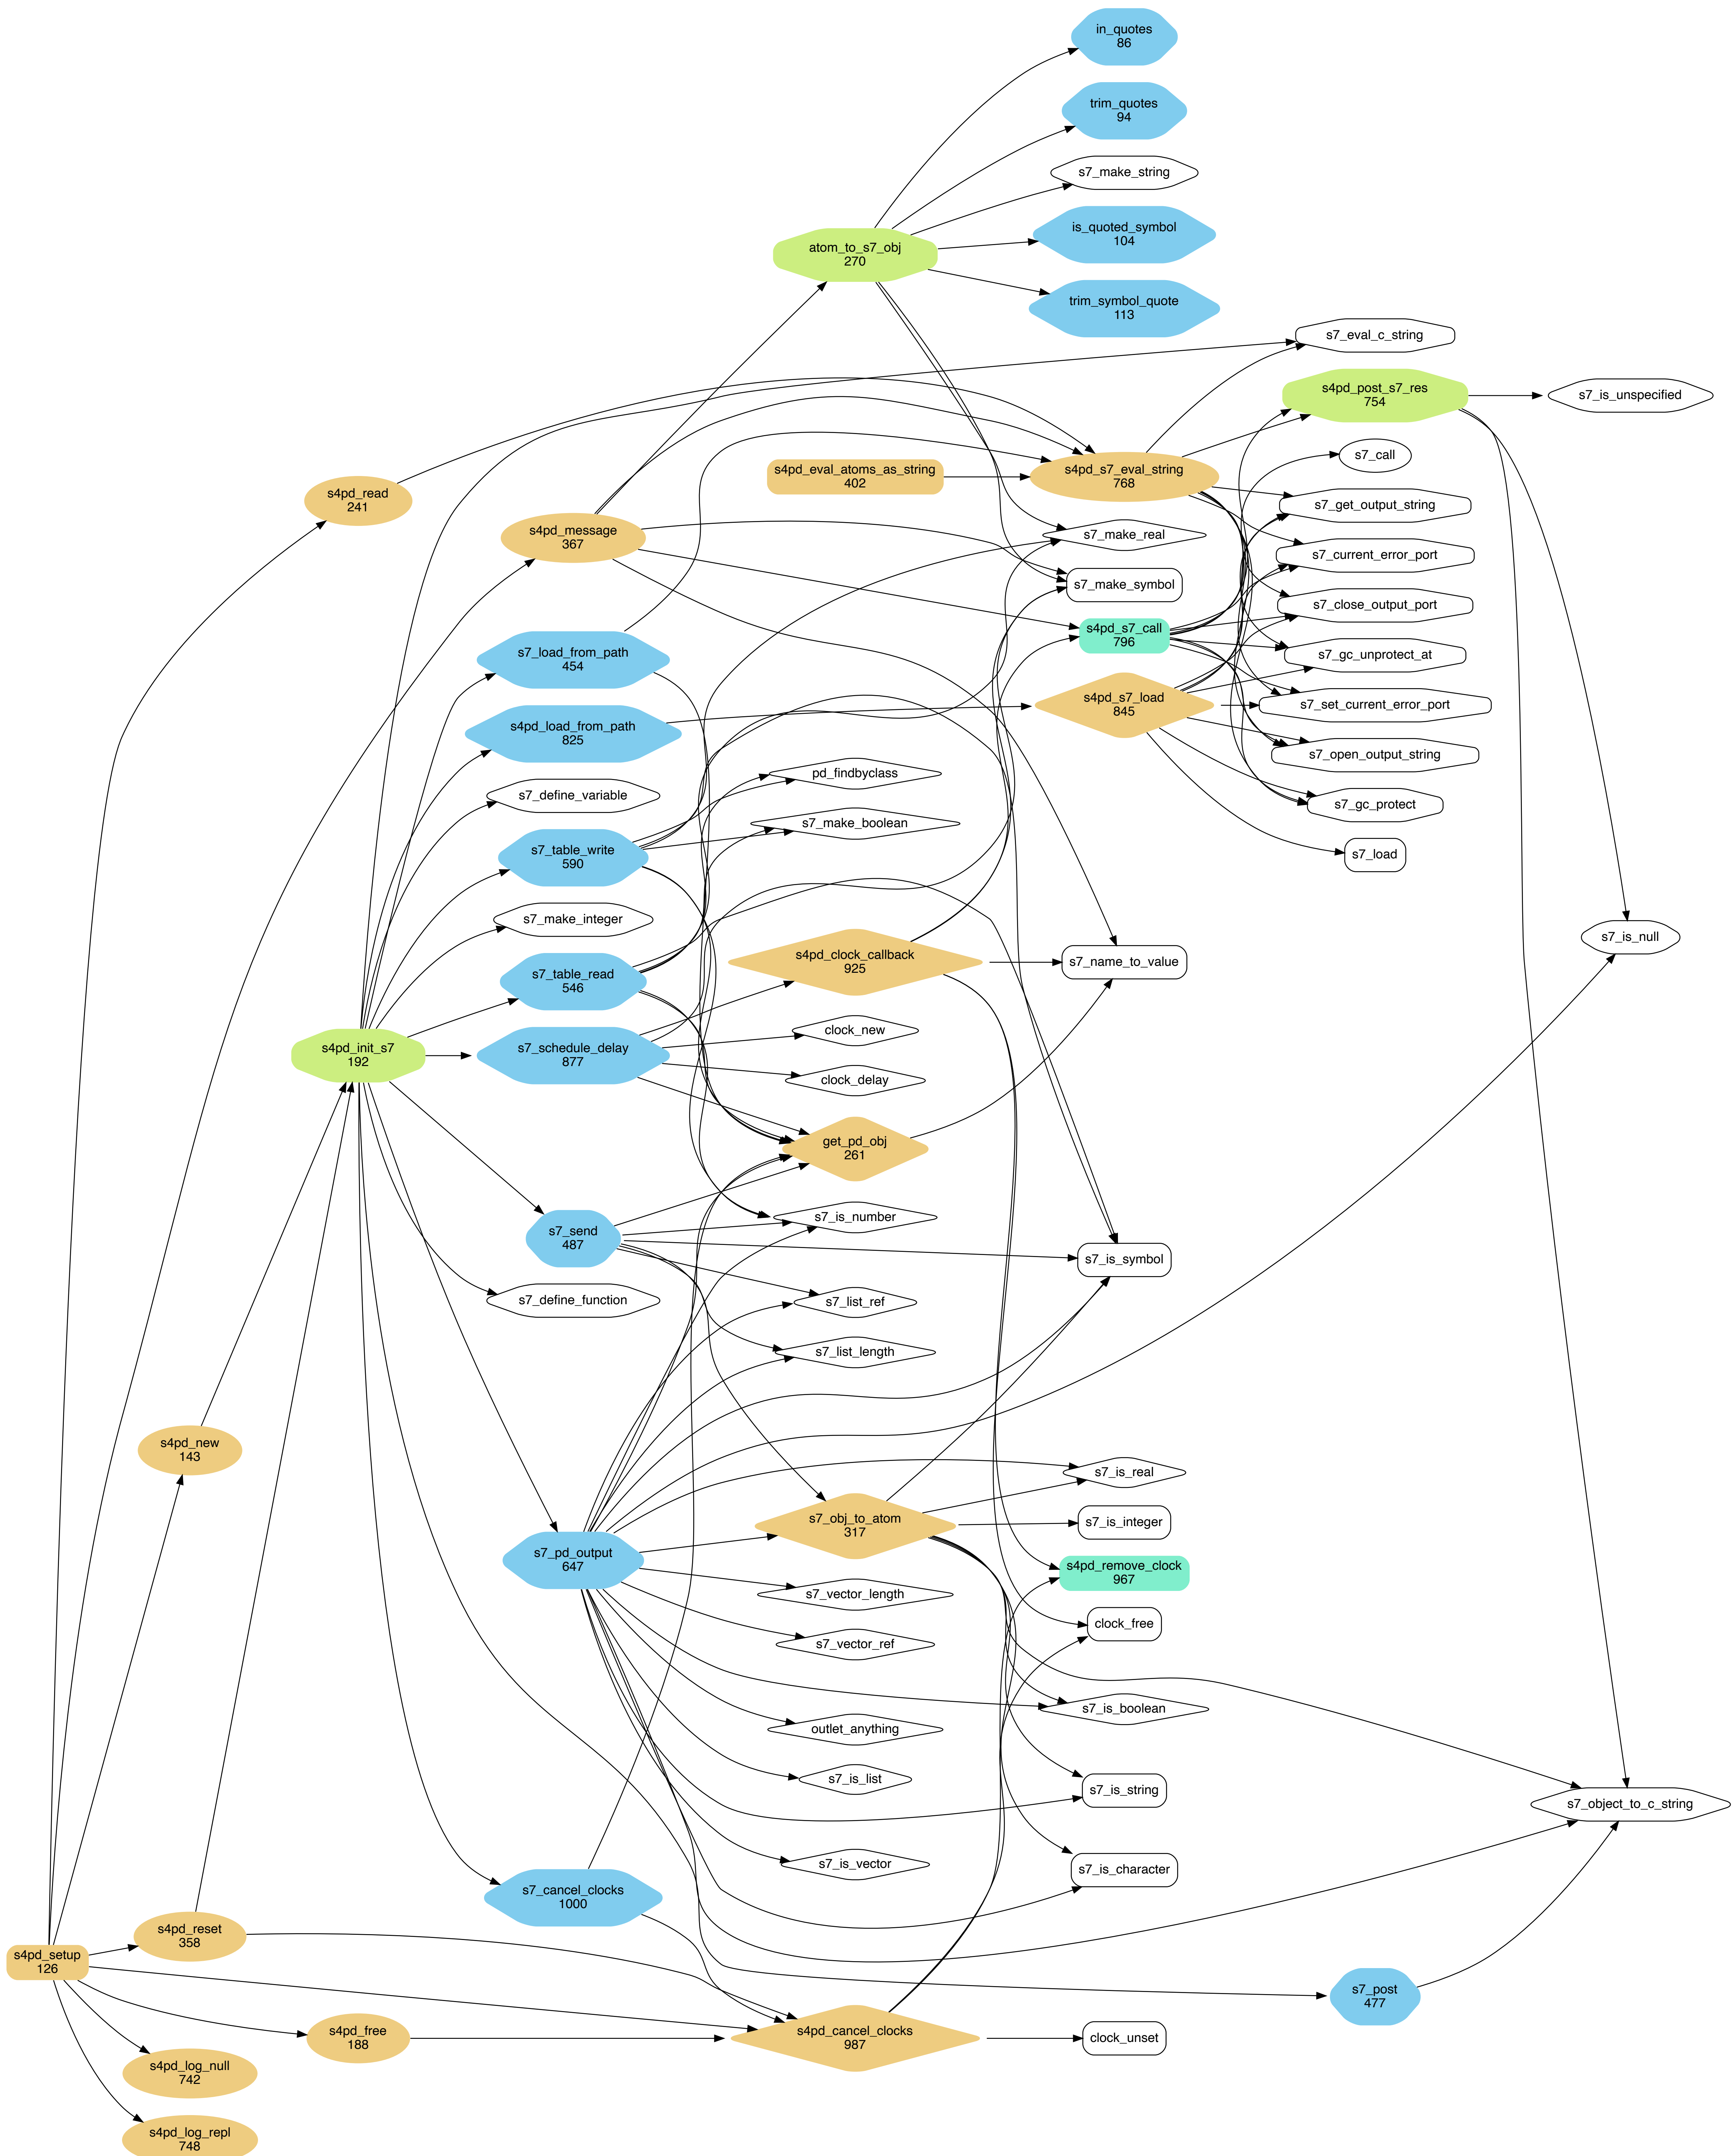 in_quotes
86
trim_quotes
94
s7_make_string
is_quoted_symbol
104
atom_to_s7_obj
270
trim_symbol_quote
113
s7_eval_c_string
s4pd_post_s7_res
754
s7_is_unspecified
s7_call
s4pd_eval_atoms_as_string
402
s4pd_s7_eval_string
768
s4pd_read
241
s7_get_output_string
s4pd_message
367
s7_make_real
s7_current_error_port
s7_make_symbol
s7_close_output_port
s4pd_s7_call
796
s7_load_from_path
454
s7_gc_unprotect_at
s4pd_s7_load
845
s7_set_current_error_port
s4pd_load_from_path
825
s7_open_output_string
pd_findbyclass
s7_define_variable
s7_gc_protect
s7_make_boolean
s7_table_write
590
s7_load
s7_make_integer
s7_is_null
s4pd_clock_callback
925
s7_name_to_value
s7_table_read
546
clock_new
s4pd_init_s7
192
s7_schedule_delay
877
clock_delay
get_pd_obj
261
s7_is_number
s7_send
487
s7_is_symbol
s7_define_function
s7_list_ref
s7_list_length
s4pd_new
143
s7_is_real
s7_obj_to_atom
317
s7_is_integer
s7_pd_output
647
s4pd_remove_clock
967
s7_vector_length
clock_free
s7_vector_ref
s7_is_boolean
outlet_anything
s7_is_list
s7_is_string
s7_object_to_c_string
s7_is_vector
s7_is_character
s7_cancel_clocks
1000
s4pd_reset
358
s4pd_setup
126
s7_post
477
s4pd_free
188
s4pd_cancel_clocks
987
clock_unset
s4pd_log_null
742
s4pd_log_repl
748